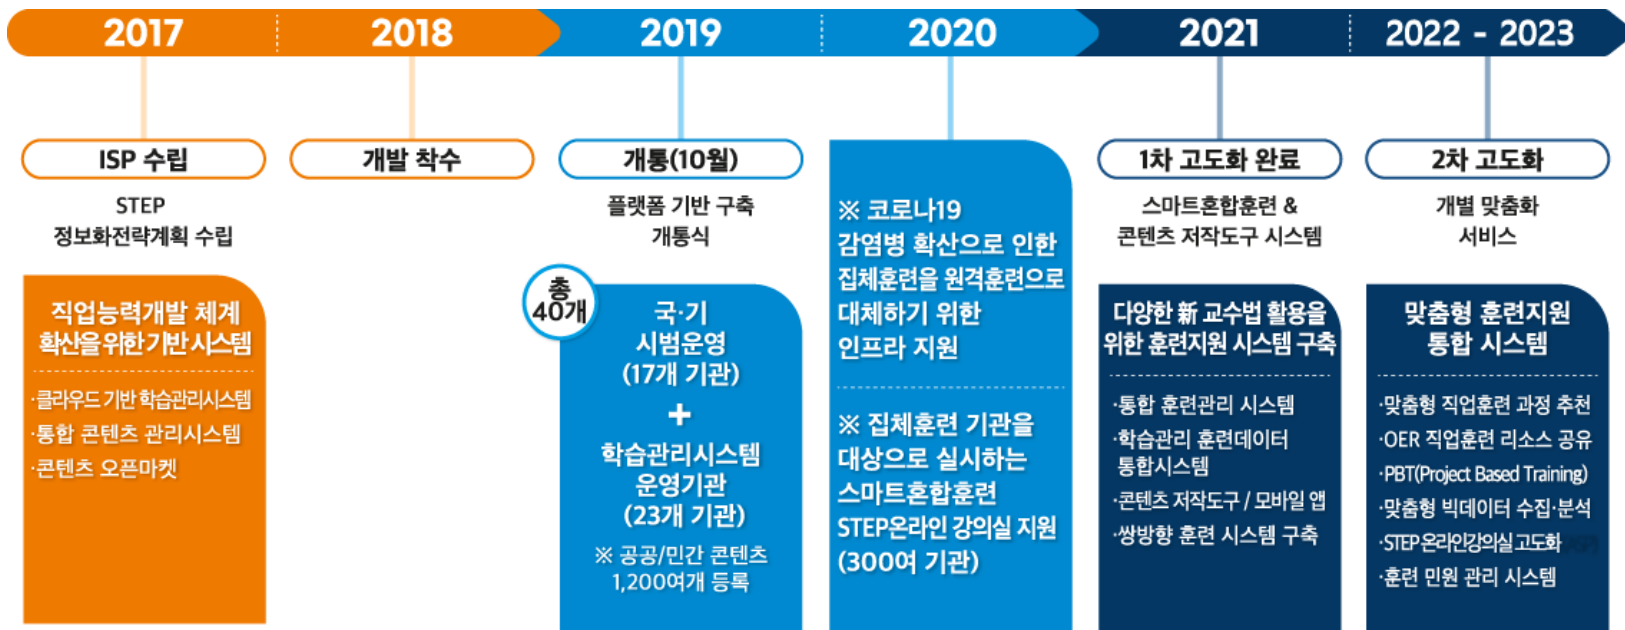 2017
2018
2019
2020
2021
2022 - 2023
ISP 수립
STEP
정보화전략계획 수립
직업능력개발 체계
확산을 위한 기반 시스템
·클라우드 기반 학습관리시스템
·통합 콘텐츠 관리시스템
·콘텐츠 오픈마켓
개발 착수
개통(10월)
플랫폼 기반 구축
개통식
총
40개
국·기
시범운영
(17개 기관)
+
학습관리시스템
운영기관
(23개 기관)
※ 공공/민간 콘텐츠
1,200여개 등록
※ 코로나19
감염병 확산으로 인한
집체훈련을 원격훈련으로
대체하기 위한
인프라 지원
※ 집체훈련 기관을
대상으로 실시하는
스마트혼합훈련
STEP온라인 강의실 지원
(300여 기관)
1차 고도화 완료
스마트혼합훈련 &
콘텐츠 저작도구 시스템
다양한 新 교수법 활용을
위한 훈련지원 시스템 구축
·통합 훈련관리 시스템
·학습관리 훈련데이터
통합시스템
·콘텐츠 저작도구 / 모바일 앱
·쌍방향 훈련 시스템 구축
2차 고도화
개별 맞춤화
서비스
맞춤형 훈련지원
통합 시스템
·맞춤형 직업훈련 과정 추천
·OER 직업훈련 리소스 공유
·PBT(Project Based Training)
·맞춤형 빅데이터 수집·분석
·STEP 온라인강의실 고도화
·훈련 민원 관리 시스템